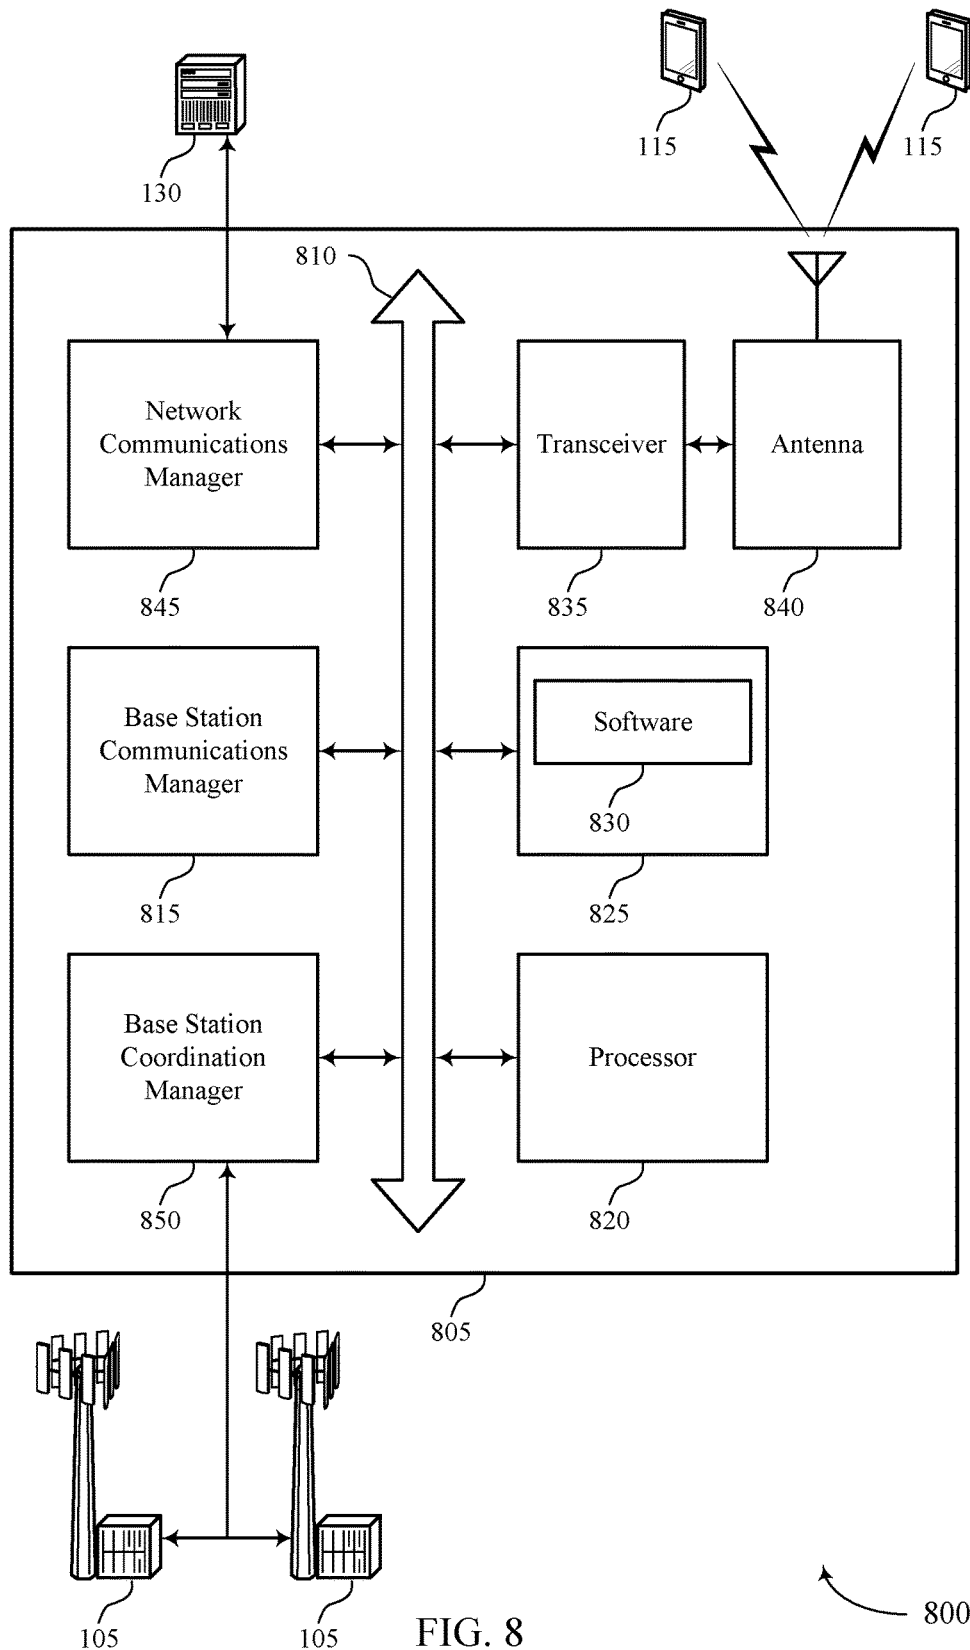 130
115
115
810
Network
Communications
Manager
845
Transceiver
835
Antenna
840
Base Station
Communications
Manager
815
Software
830
825
Base Station
Coordination
Manager
850
Processor
820
805
105
105
FIG. 8
800